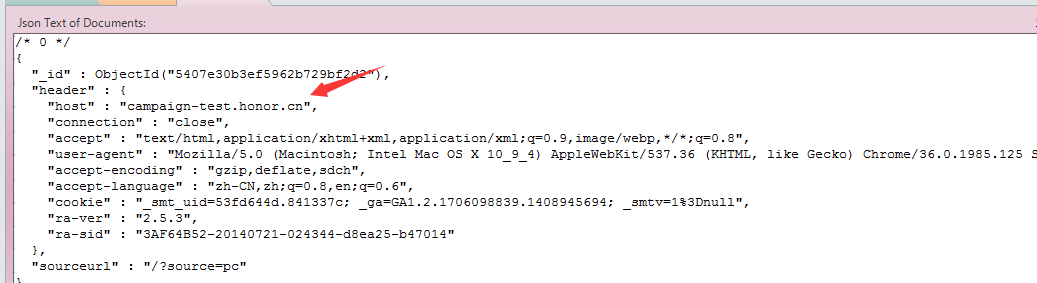 Json Text of Documents:
/* 0 */
{
"_id" : ObjectId("5407e30b3ef5962b729bf2d2"),
"header" : {
"host" : "campaign-test.honor.cn",
"connection" : "close",
"accept" : "text/html,application/xhtml+xml,application/xml;q=0.9,image/webp,*/*;q=0.8",
"user-agent" : "Mozilla/5.0 (Macintosh; Intel Mac OS X 10_9_4) AppleWebKit/537.36 (KHTML, like Gecko) Chrome/36.0.1985.125 S
"accept-encoding" : "gzip,deflate,sdch",
"accept-language" : "zh-CN,zh;q=0.8,en;q=0.6",
"cookie" : "_smt_uid=53fd644d.841337c; _ga=GA1.2.1706098839.1408945694; _smtv=1%3Dnull",
"ra-ver" : "2.5.3",
"ra-sid" : "3AF64B52-20140721-024344-d8ea25-b47014"
},
"sourceurl" : "/?source=pc"
}